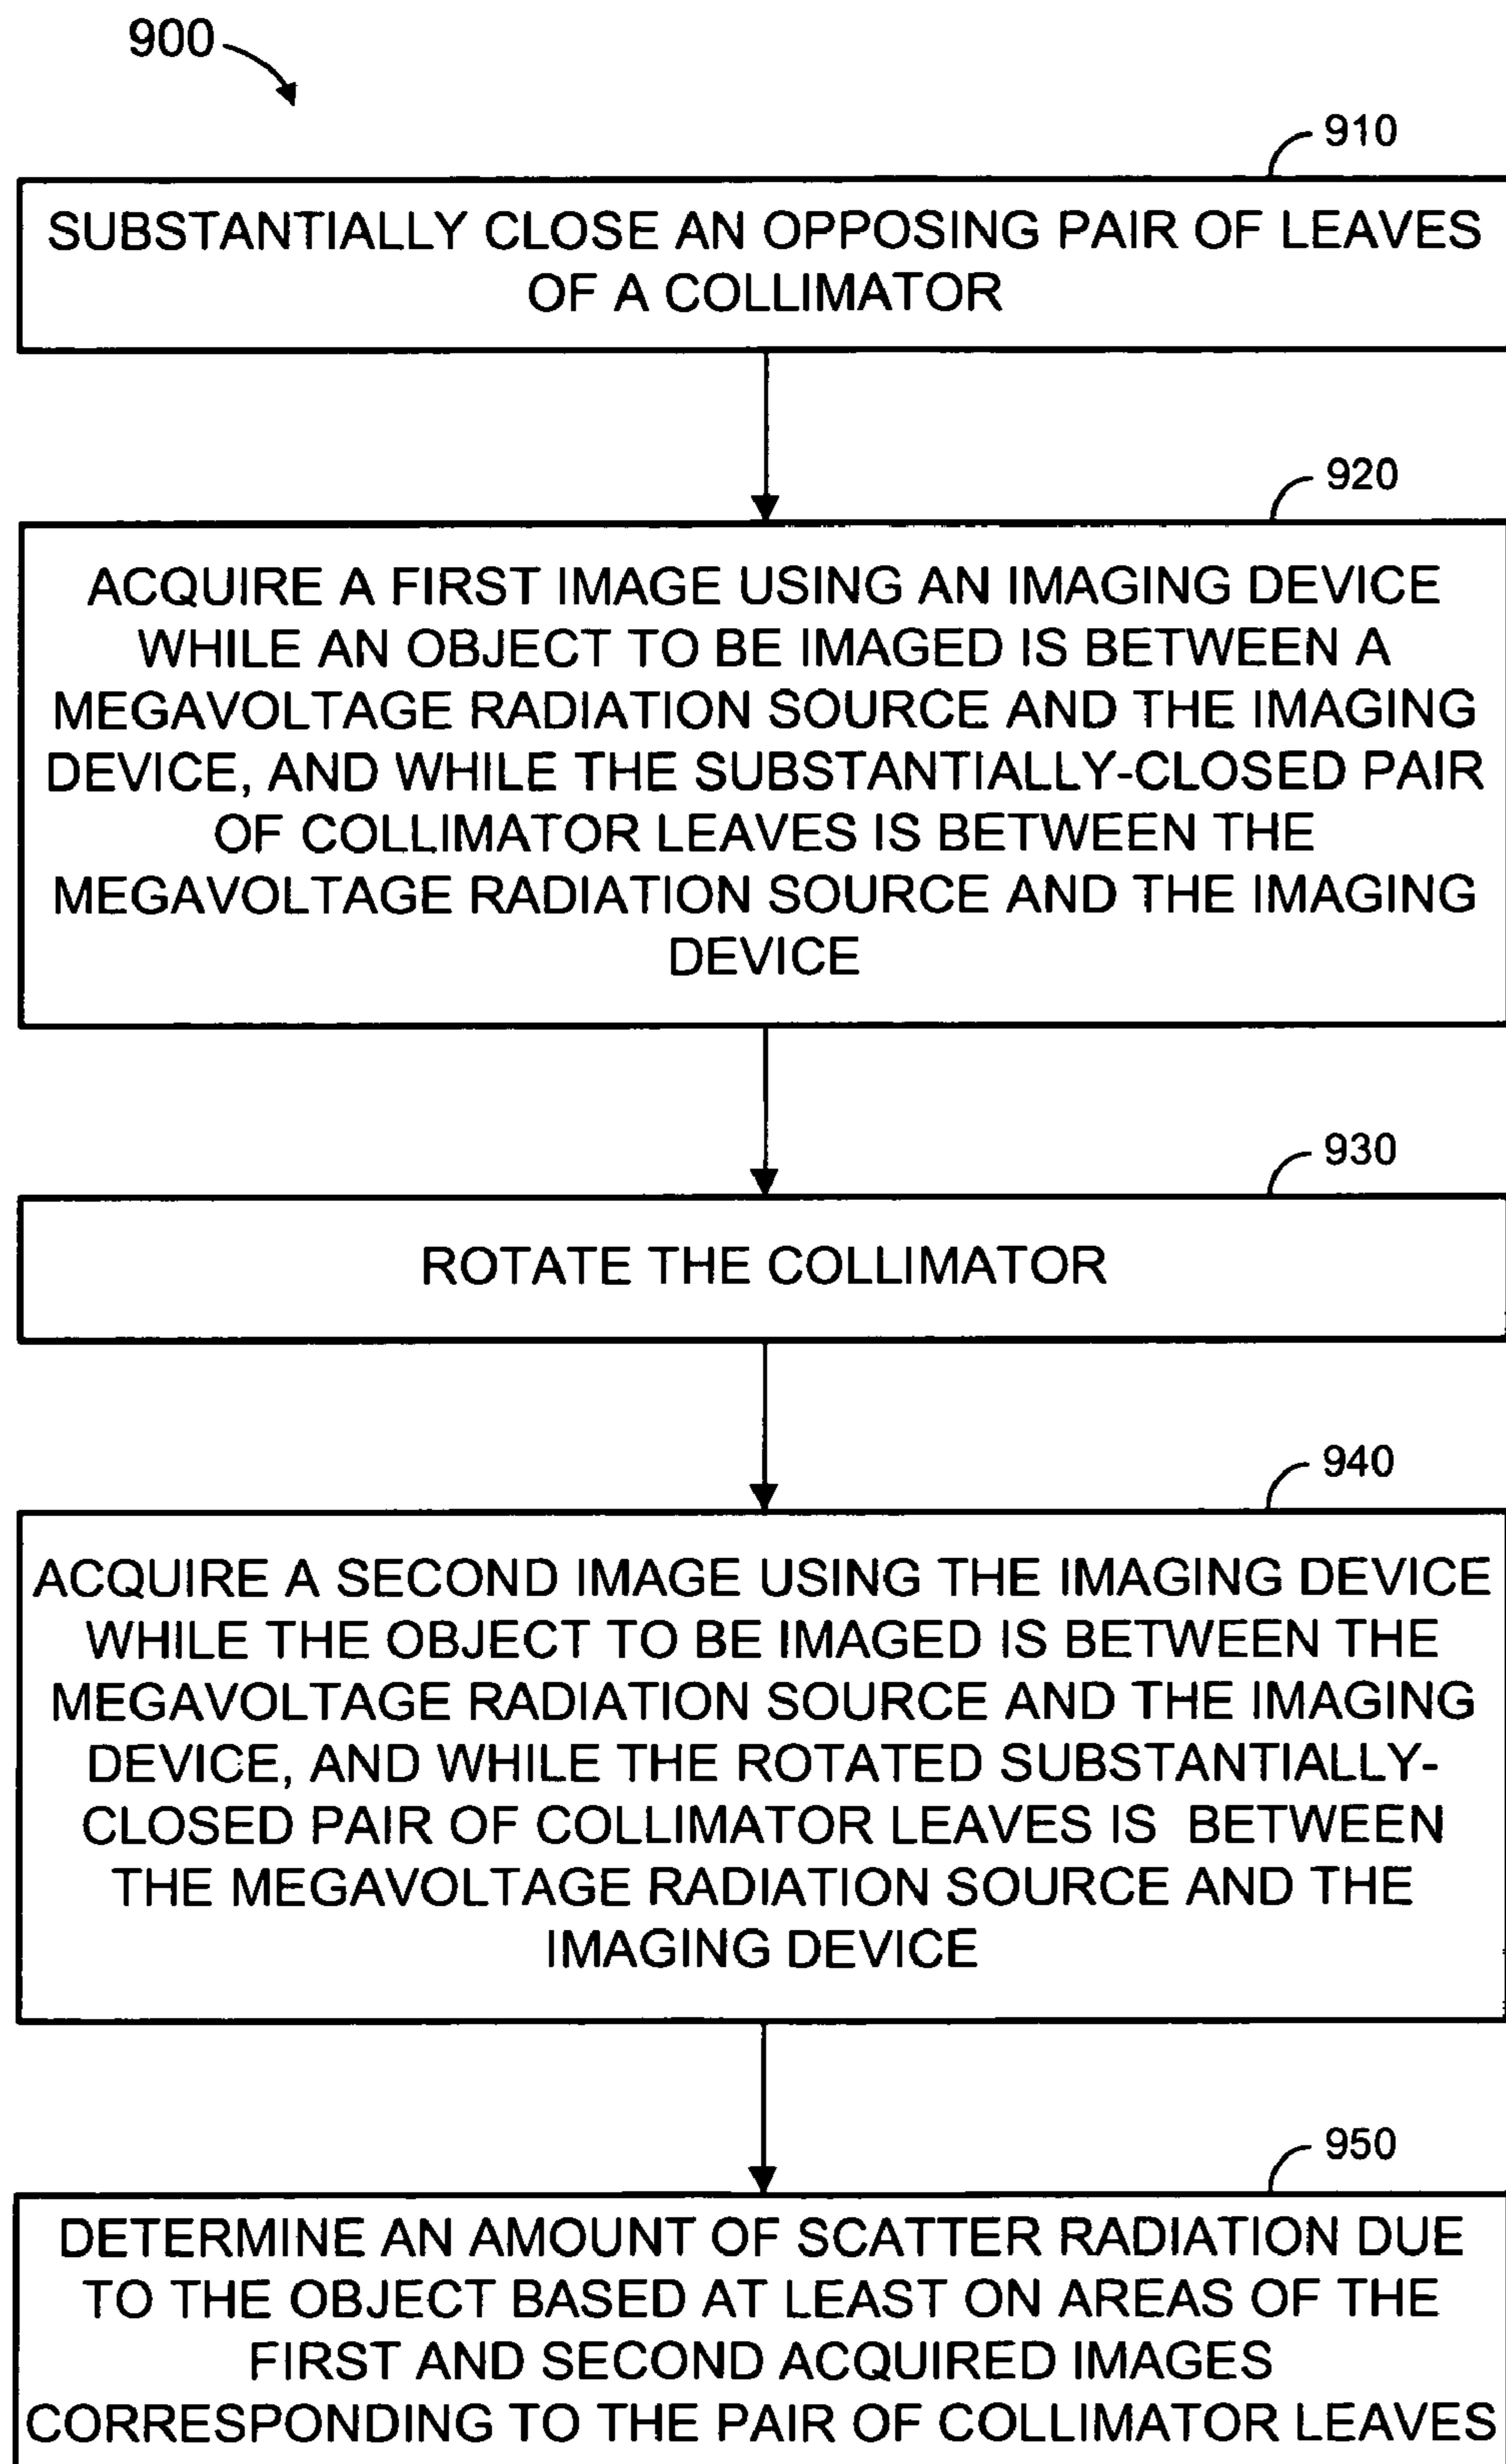 900
910
SUBSTANTIALLY CLOSE AN OPPOSING PAIR OF LEAVES
OF A COLLIMATOR
920
ACQUIRE A FIRST IMAGE USING AN IMAGING DEVICE
WHILE AN OBJECT TO BE IMAGED IS BETWEEN A
MEGAVOLTAGE RADIATION SOURCE AND THE IMAGING
DEVICE, AND WHILE THE SUBSTANTIALLY-CLOSED PAIR
OF COLLIMATOR LEAVES IS BETWEEN THE
MEGAVOLTAGE RADIATION SOURCE AND THE IMAGING
DEVICE
930
ROTATE THE COLLIMATOR
940
ACQUIRE A SECOND IMAGE USING THE IMAGING DEVICE
WHILE THE OBJECT TO BE IMAGED IS BETWEEN THE
MEGAVOLTAGE RADIATION SOURCE AND THE IMAGING
DEVICE, AND WHILE THE ROTATED SUBSTANTIALLY-
CLOSED PAIR OF COLLIMATOR LEAVES IS BETWEEN
THE MEGAVOLTAGE RADIATION SOURCE AND THE
IMAGING DEVICE
950
DETERMINE AN AMOUNT OF SCATTER RADIATION DUE
TO THE OBJECT BASED AT LEAST ON AREAS OF THE
FIRST AND SECOND ACQUIRED IMAGES
CORRESPONDING TO THE PAIR OF COLLIMATOR LEAVES